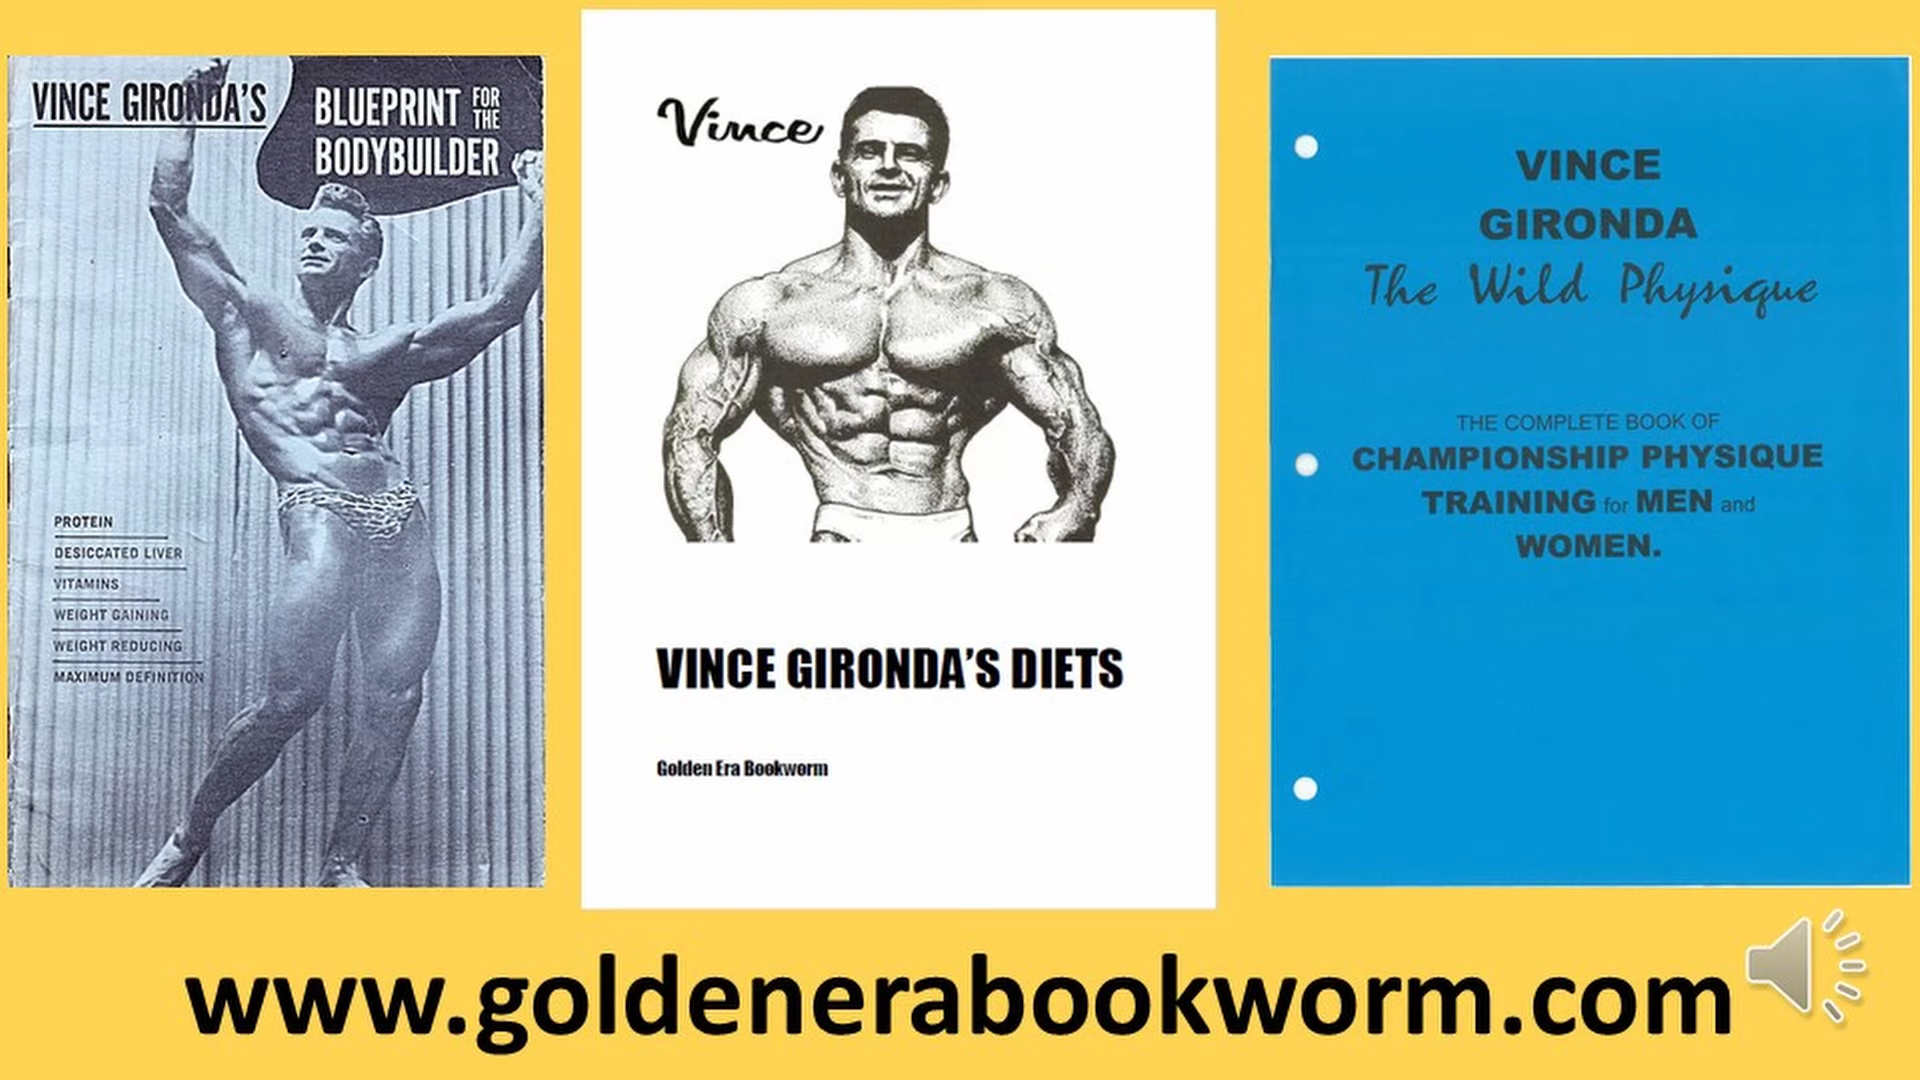 VINCE GIRONDA'S
BLUEPRINT FOR THE
BODYBUILDER
PROTEIN
DESICCATED LIVER
VITAMINS
WEIGHT GAINING
WEIGHT REDUCING
MAXIMUM DEFINITION
Vince
VINCE GIRONDA'S DIETS
Golden Era Bookworm
VINCE
GIRONDA
The Wild Physique
THE COMPLETE BOOK OF
CHAMPIONSHIP PHYSIQUE
TRAINING for MEN and
WOMEN.
www.goldenerabookworm.com